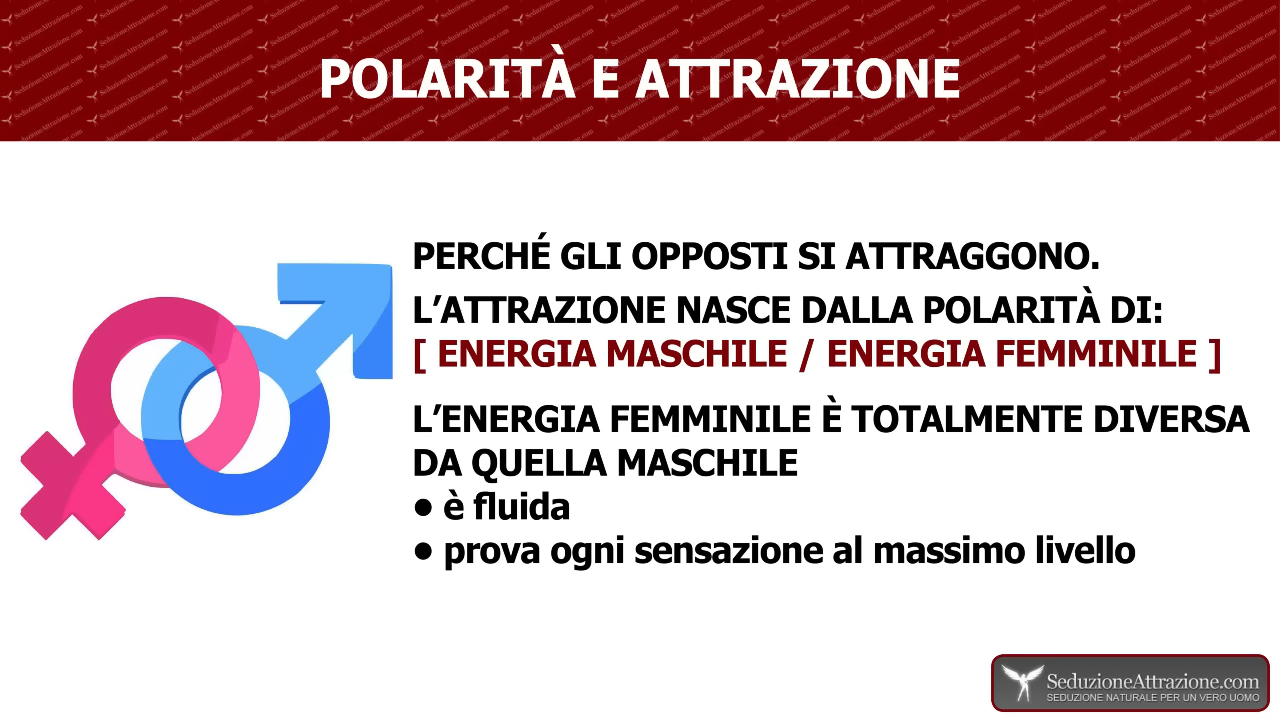 POLARITÀ E ATTRAZIONE
PERCHÉ GLI OPPOSTI SI ATTRAGGONO.
L’ATTRAZIONE NASCE DALLA POLARITÀ DI:
[ ENERGIA MASCHILE / ENERGIA FEMMINILE ]
L’ENERGIA FEMMINILE È TOTALMENTE DIVERSA
DA QUELLA MASCHILE
• è fluida
• prova ogni sensazione al massimo livello
SeduzioneAttrazione.com
SEDUZIONE NATURALE PER UN VERO UOMO